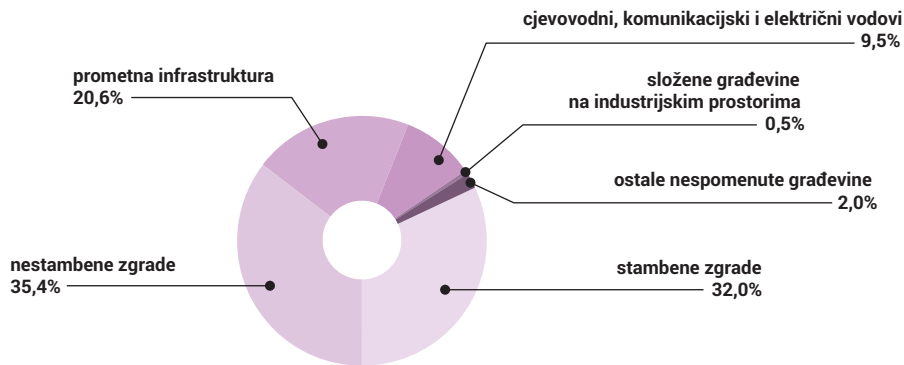 cjevovodni, komunikacijski i električni vodovi
9,5%
prometna infrastruktura
20,6%
složene građevine
na industrijskim prostorima
0,5%
ostale nespomenute građevine
2,0%
nestambene zgrade
35,4%
stambene zgrade
32,0%